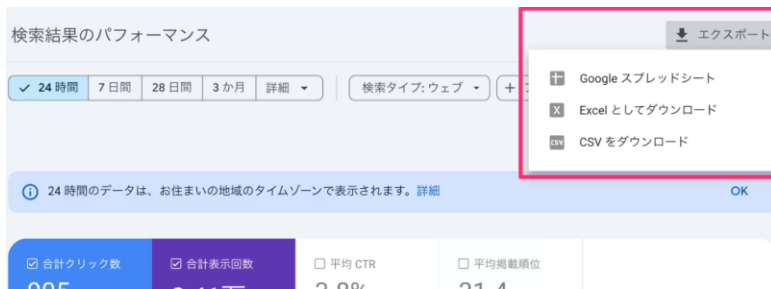 検索結果のパフォーマンス
エクスポート
24 時間 7 日間 28 日間 3 か月 詳細
検索タイプ: ウェブ
Google スプレッドシート
Excel としてダウンロード
CSV をダウンロード
24 時間のデータは、お住まいの地域のタイムゾーンで表示されます。詳細
OK
合計クリック数 合計表示回数 平均 CTR 平均掲載順位